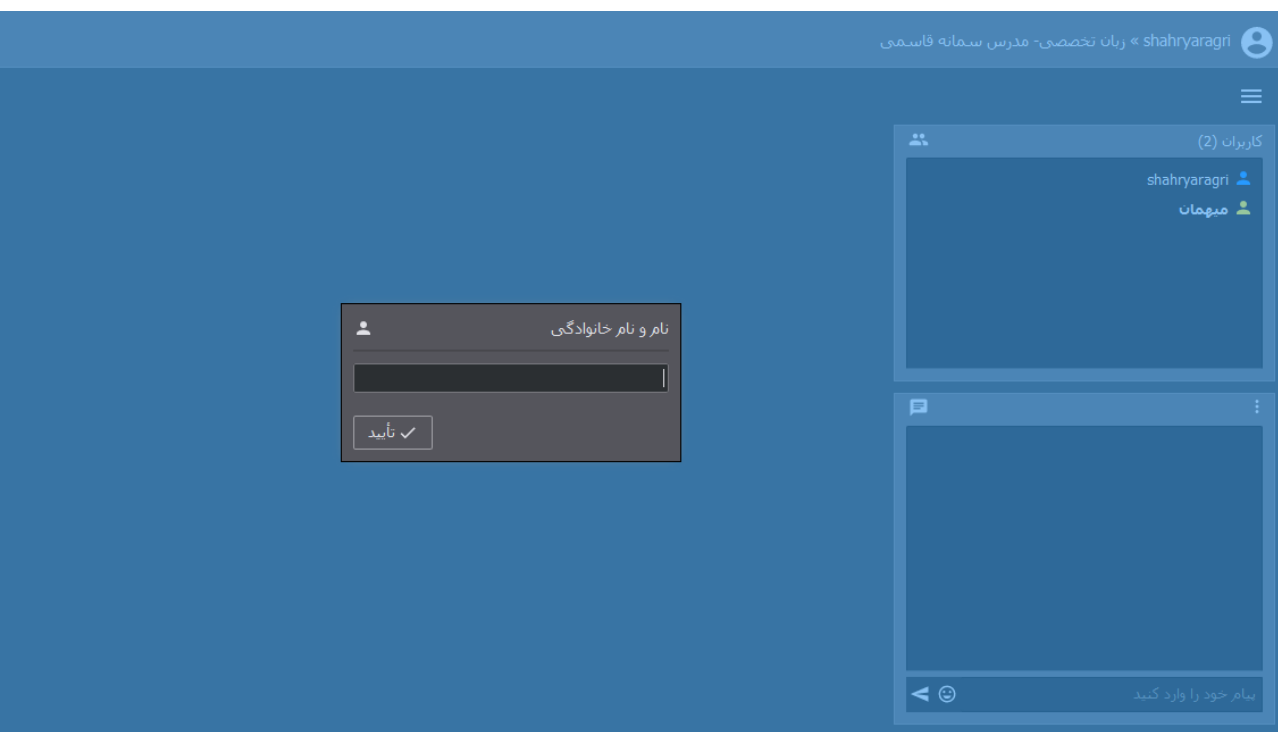 shahryaragri » زبان تخصصی- مدرس سمانه قاسمی
کاربران (2)
shahryaragri
میهمان
نام و نام خانوادگی
تأیید
پیام خود را وارد کنید